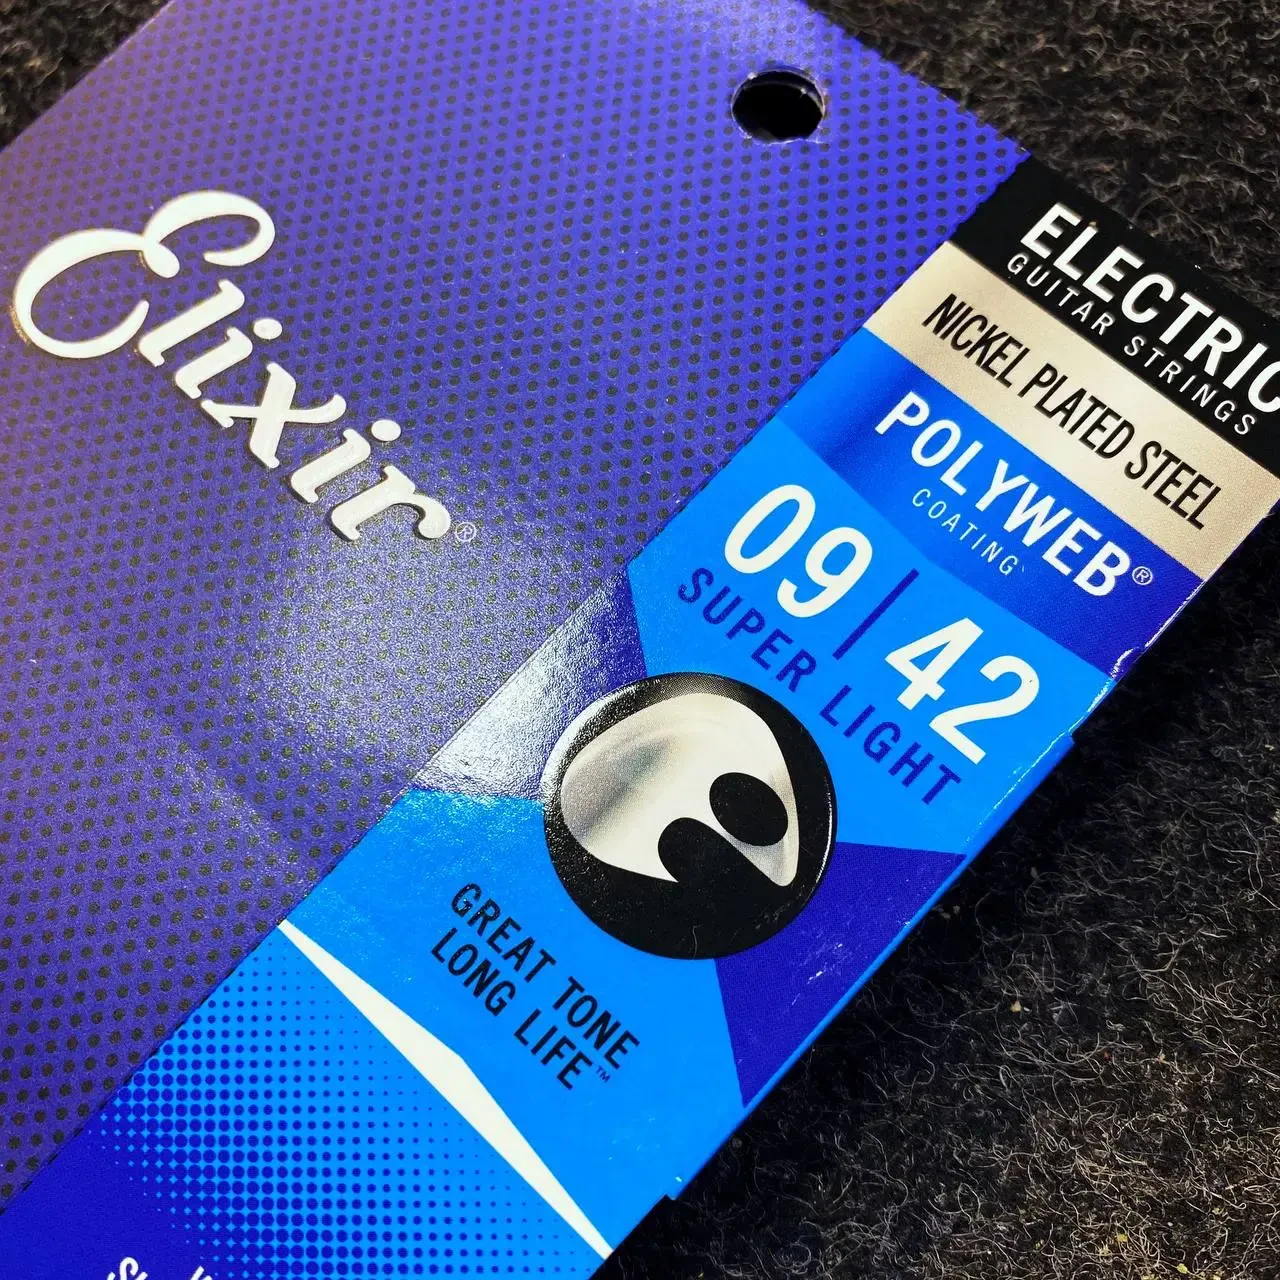 Elixir®
ELECTRIC
GUITAR STRINGS
NICKEL PLATED STEEL
POLYWEB®
COATING
09 | 42
SUPER LIGHT
GREAT TONE
LONG LIFE™